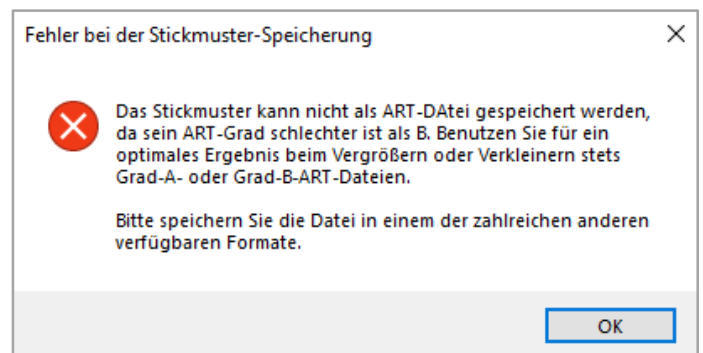 Fehler bei der Stickmuster-Speicherung
Das Stickmuster kann nicht als ART-DAtei gespeichert werden,
da sein ART-Grad schlechter ist als B. Benutzen Sie für ein
optimales Ergebnis beim Vergrößern oder Verkleinern stets
Grad-A- oder Grad-B-ART-Dateien.
Bitte speichern Sie die Datei in einem der zahlreichen anderen
verfügbaren Formate.
OK